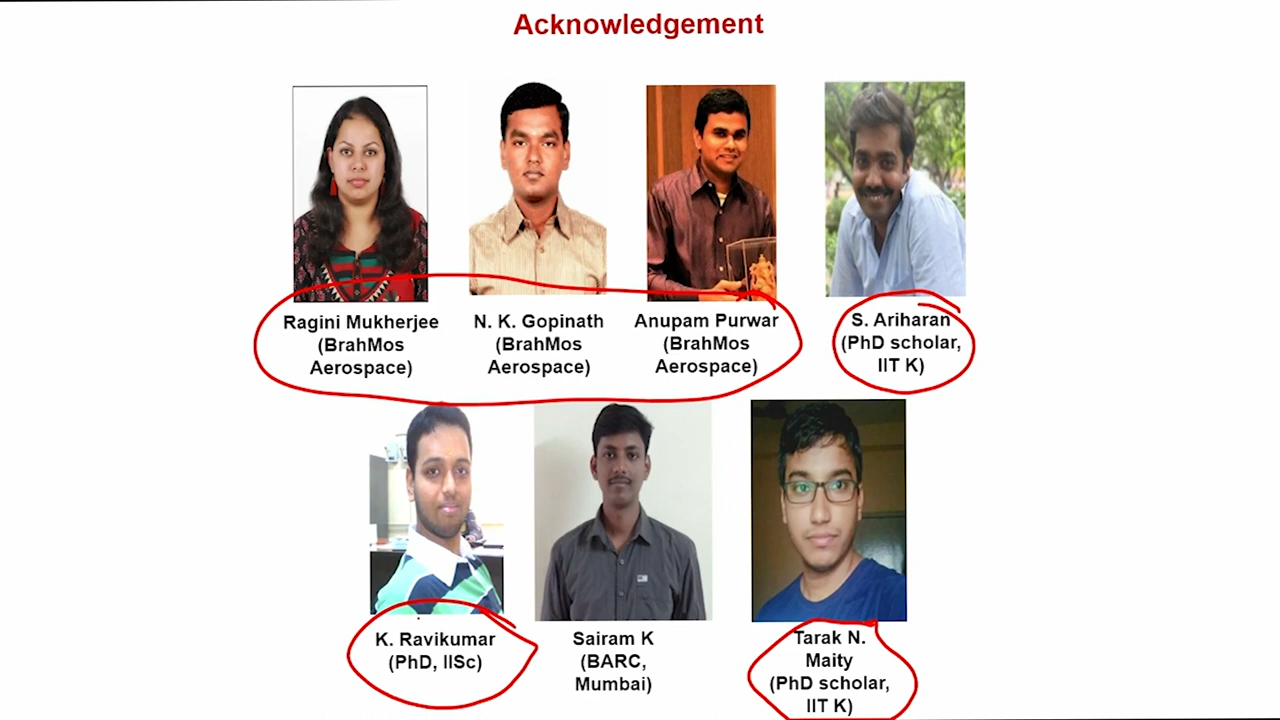 Acknowledgement
Ragini Mukherjee
(BrahMos
Aerospace)
N. K. Gopinath
(BrahMos
Aerospace)
Anupam Purwar
(BrahMos
Aerospace)
S. Ariharan
(PhD scholar,
IIT K)
K. Ravikumar
(PhD, IISc)
Sairam K
(BARC,
Mumbai)
Tarak N.
Maity
(PhD scholar,
IIT K)